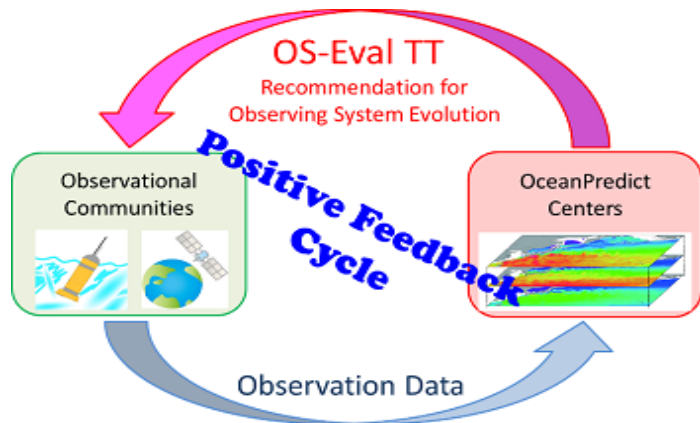 OS-Eval TT
Recommendation for
Observing System Evolution
Observational
Communities
Positive Feedback
Cycle
OceanPredict
Centers
Observation Data